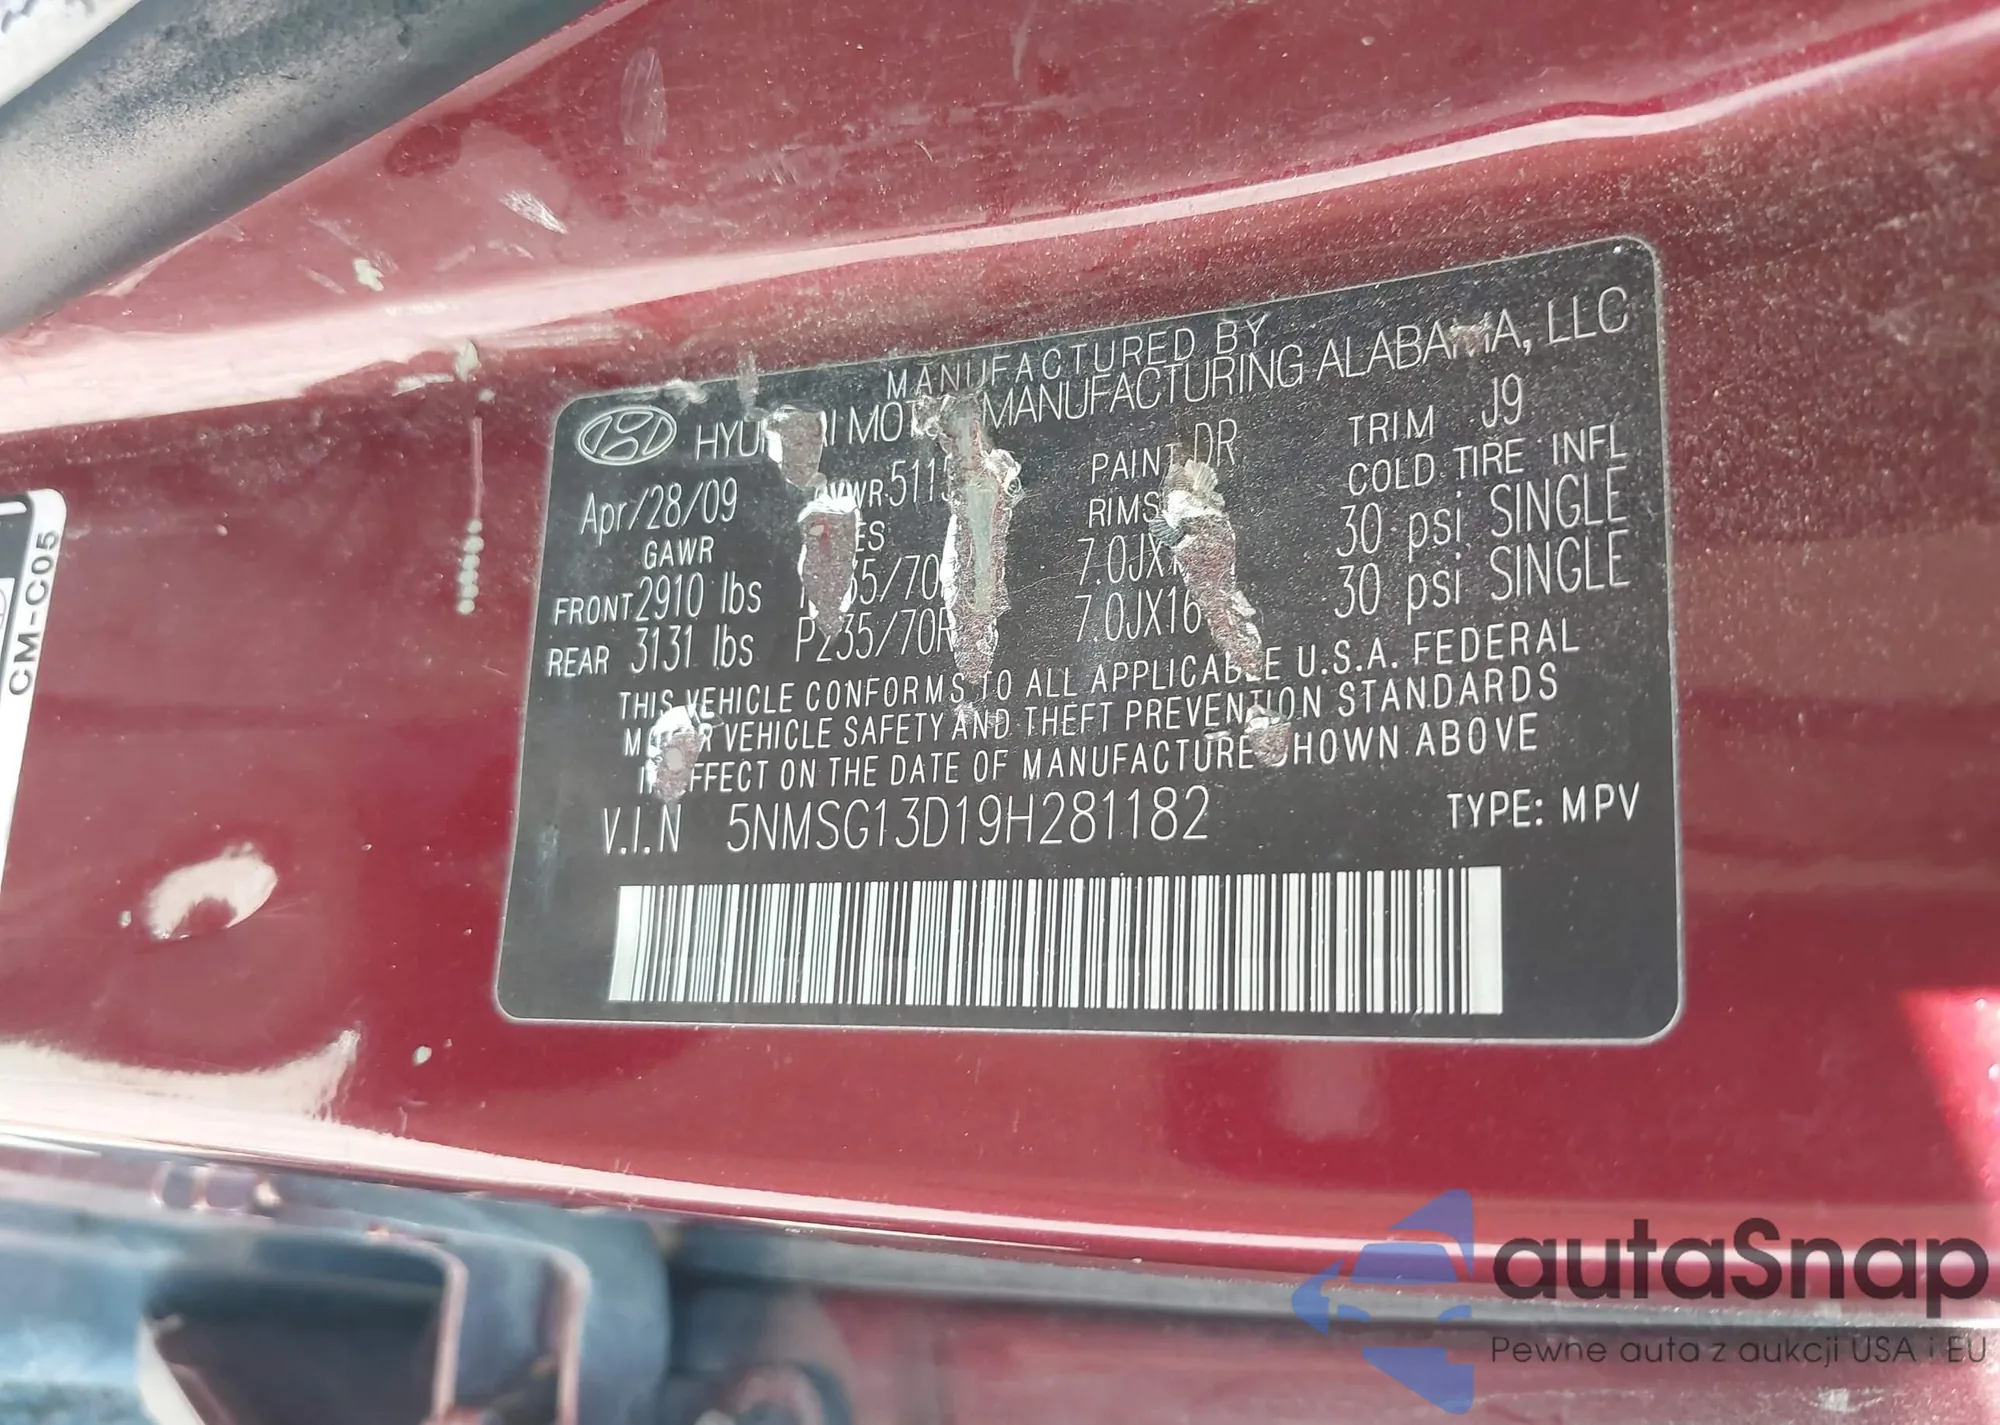 MANUFACTURED BY
MANUFACTURING ALABAMA, LLC
Apr/28/09 PAINT DR TRIM J9
GAWR RIMS COLD TIRE INFL
FRONT 2910 lbs 30 psi SINGLE
REAR 3131 lbs 7.0JX16 30 psi SINGLE
THIS VEHICLE CONFORMS TO ALL APPLICABLE U.S.A. FEDERAL
MOTOR VEHICLE SAFETY AND THEFT PREVENTION STANDARDS
EFFECT ON THE DATE OF MANUFACTURE SHOWN ABOVE
V.I.N 5NMSG13D19H281182 TYPE: MPV
CM-C05
autaSnap
Pewne auta z aukcji USA i EU